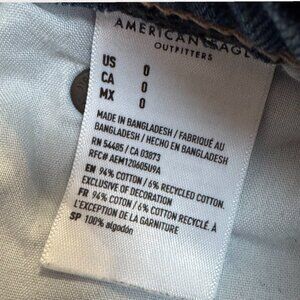 AMERICAN EAGLE
OUTFITTERS
US 0
CA 0
MX 0
MADE IN BANGLADESH / FABRIQUÉ AU
BANGLADESH / HECHO EN BANGLADESH
RN 54485 / CA 03873
RFC# AEM120605U9A
EN 94% COTTON / 6% RECYCLED COTTON.
EXCLUSIVE OF DECORATION
FR 94% COTON / 6% COTTON RECYCLÉ. À
L'EXCEPTION DE LA GARNITURE
SP 100% algodón